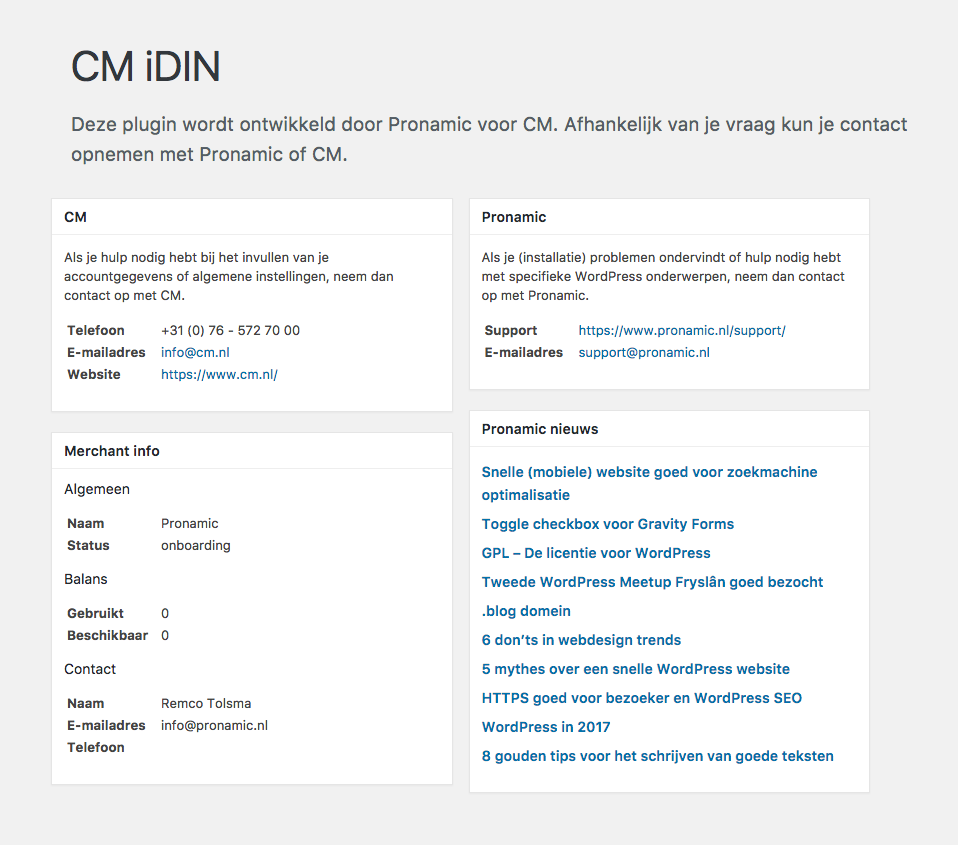 CM iDIN
Deze plugin wordt ontwikkeld door Pronamic voor CM. Afhankelijk van je vraag kun je contact
opnemen met Pronamic of CM.
CM
Als je hulp nodig hebt bij het invullen van je
accountgegevens of algemene instellingen, neem dan
contact op met CM.
Telefoon +31 (0) 76 - 572 70 00
E-mailadres info@cm.nl
Website https://www.cm.nl/
Merchant info
Algemeen
Naam Pronamic
Status onboarding
Balans
Gebruikt 0
Beschikbaar 0
Contact
Naam Remco Tolsma
E-mailadres info@pronamic.nl
Telefoon
Pronamic
Als je (installatie) problemen ondervindt of hulp nodig hebt
met specifieke WordPress onderwerpen, neem dan contact
op met Pronamic.
Support https://www.pronamic.nl/support/
E-mailadres support@pronamic.nl
Pronamic nieuws
Snelle (mobiele) website goed voor zoekmachine
optimalisatie
Toggle checkbox voor Gravity Forms
GPL – De licentie voor WordPress
Tweede WordPress Meetup Fryslân goed bezocht
.blog domein
6 don’ts in webdesign trends
5 mythes over een snelle WordPress website
HTTPS goed voor bezoeker en WordPress SEO
WordPress in 2017
8 gouden tips voor het schrijven van goede teksten